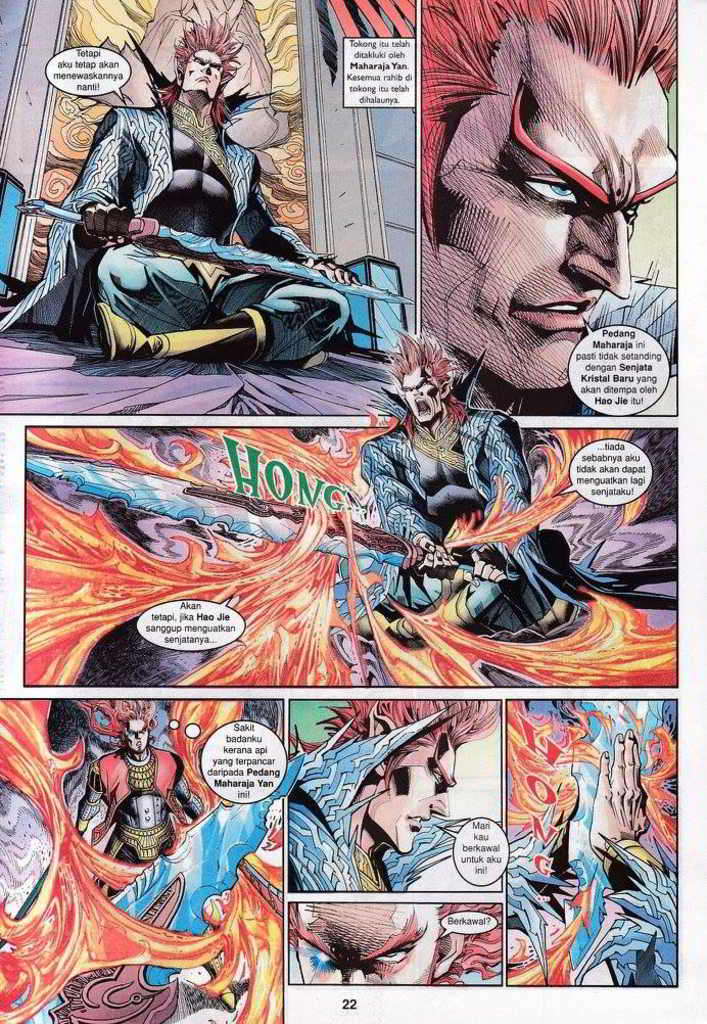 Tetapi
aku tetap akan
menewaskannya
nanti!
Tokong itu telah
ditakluki oleh
Maharaja Yan.
Kesemua rahib di
tokong itu telah
dihalaunya.
Pedang
Maharaja ini
pasti tidak setanding
dengan Senjata
Kristal Baru yang
akan ditempa oleh
Hao Jie itu!
HONG
Akan
tetapi, jika Hao Jie
sanggup menguatkan
senjatanya...
...tiada
sebabnya aku
tidak akan dapat
menguatkan lagi
senjataku!
Sakit
badanku
kerana api
yang terpancar
daripada Pedang
Maharaja Yan
ini!
Mari
kau
berkawal
untuk aku
ini!
Berkawal?
WONG
22